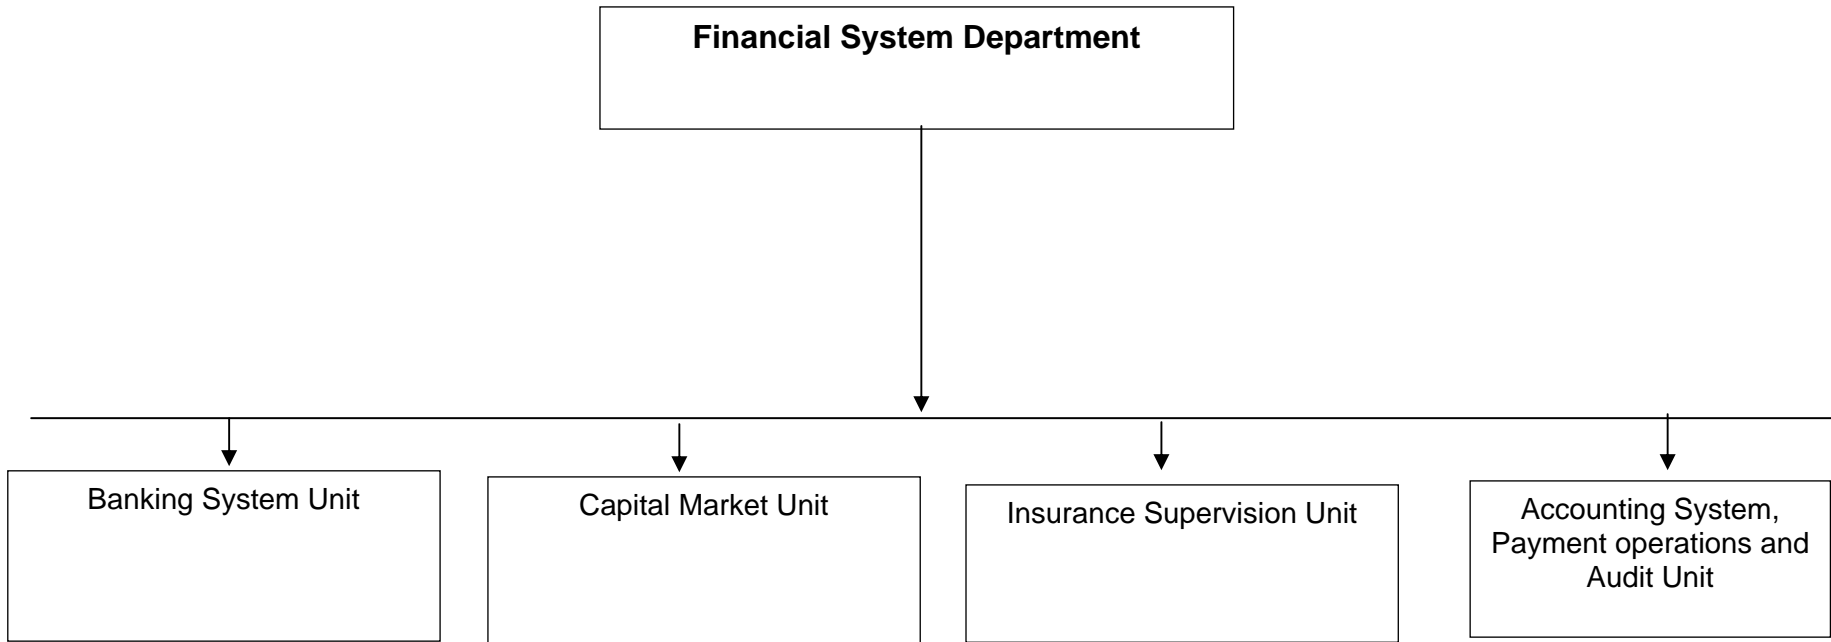 Financial System Department
Banking System Unit
Capital Market Unit
Insurance Supervision Unit
Accounting System,
Payment operations and
Audit Unit